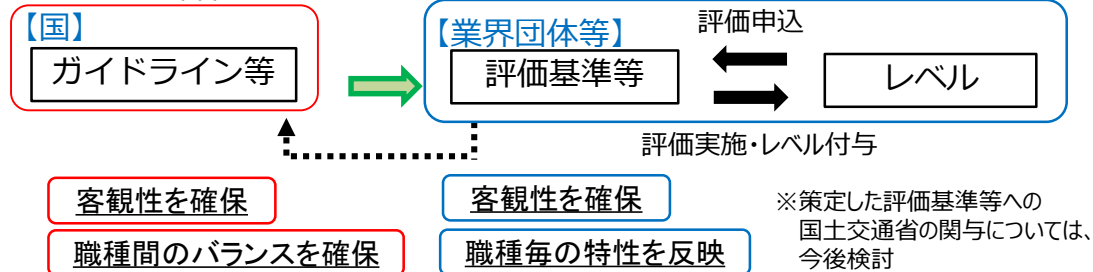 【国】
ガイドライン等
【業界団体等】
評価基準等
評価申込
レベル
評価実施・レベル付与
客観性を確保
職種間のバランスを確保
客観性を確保
職種毎の特性を反映
※策定した評価基準等への
国土交通省の関与については、
今後検討